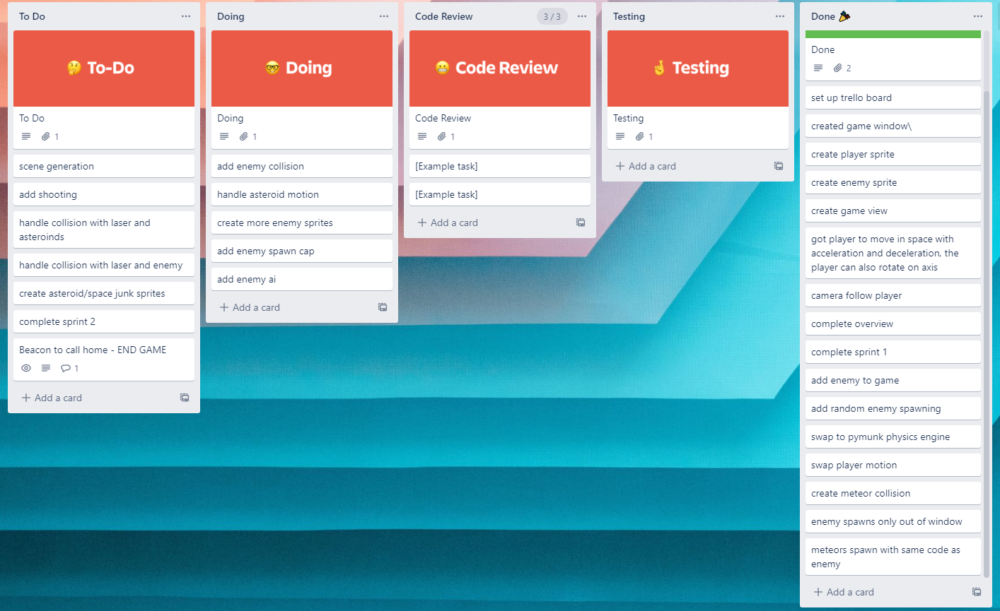 To Do
To-Do
To Do
1
scene generation
add shooting
handle collision with laser and
asteroinds
handle collision with laser and enemy
create asteroid/space junk sprites
complete sprint 2
Beacon to call home - END GAME
1
Add a card
Doing
Doing
Doing
1
add enemy collision
handle asteroid motion
create more enemy sprites
add enemy spawn cap
add enemy ai
Add a card
Code Review
3 / 3
Code Review
Code Review
1
[Example task]
[Example task]
Add a card
Testing
Testing
Testing
1
Add a card
Done
Done
2
set up trello board
created game window\
create player sprite
create enemy sprite
create game view
got player to move in space with
acceleration and deceleration, the
player can also rotate on axis
camera follow player
complete overview
complete sprint 1
add enemy to game
add random enemy spawning
swap to pymunk physics engine
swap player motion
create meteor collision
enemy spawns only out of window
meteors spawn with same code as
enemy
Add a card